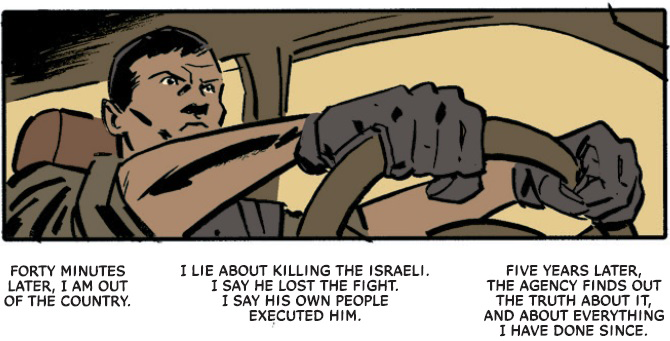 FORTY MINUTES
LATER, I AM OUT
OF THE COUNTRY.
I LIE ABOUT KILLING THE ISRAELI.
I SAY HE LOST THE FIGHT.
I SAY HIS OWN PEOPLE
EXECUTED HIM.
FIVE YEARS LATER,
THE AGENCY FINDS OUT
THE TRUTH ABOUT IT,
AND ABOUT EVERYTHING
I HAVE DONE SINCE.